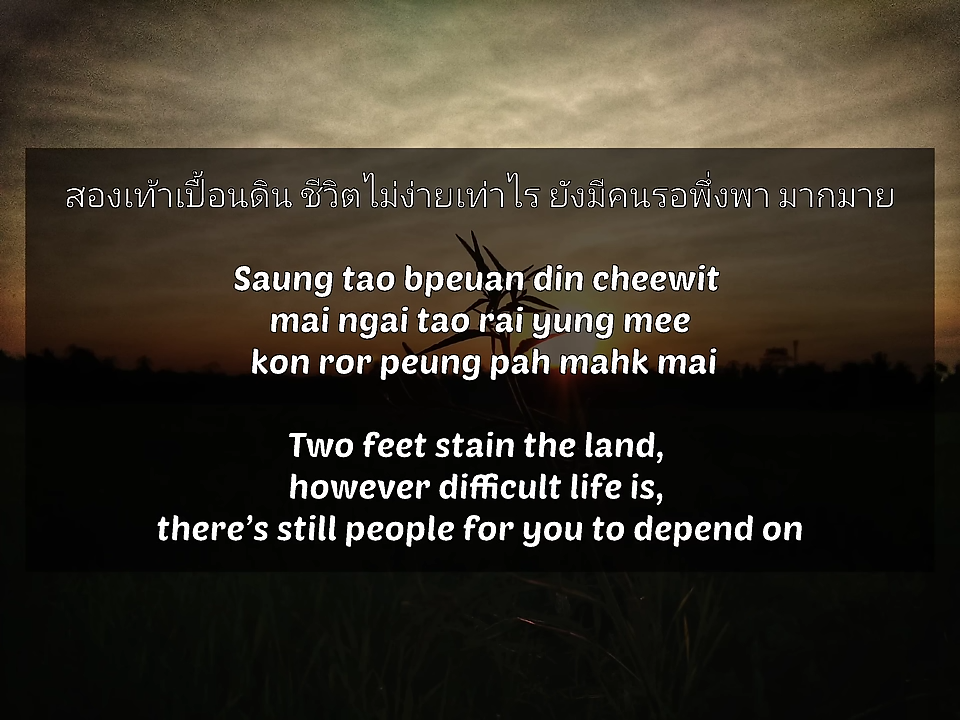 สองเท้าเปื้อนดิน ชีวิตไม่ง่ายเท่าไร ยังมีคนรอพึ่งพา มากมาย
Saung tao bpeuan din cheewit
mai ngai tao rai yung mee
kon ror peung pah mahk mai
Two feet stain the land,
however difficult life is,
there's still people for you to depend on